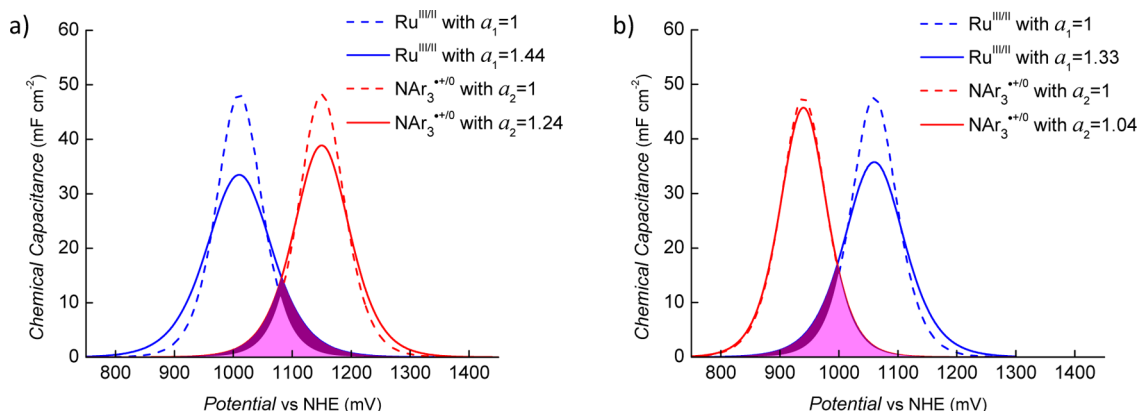 a)
Chemical Capacitance (mF cm⁻²)
60
50
40
30
20
10
0
800 900 1000 1100 1200 1300 1400
Potential vs NHE (mV)
Ruᴵᴵᴵ/ᴵᴵ with a₁=1
Ruᴵᴵᴵ/ᴵᴵ with a₁=1.44
NAr₃•⁺/⁰ with a₂=1
NAr₃•⁺/⁰ with a₂=1.24
b)
Chemical Capacitance (mF cm⁻²)
60
50
40
30
20
10
0
800 900 1000 1100 1200 1300 1400
Potential vs NHE (mV)
Ruᴵᴵᴵ/ᴵᴵ with a₁=1
Ruᴵᴵᴵ/ᴵᴵ with a₁=1.33
NAr₃•⁺/⁰ with a₂=1
NAr₃•⁺/⁰ with a₂=1.04